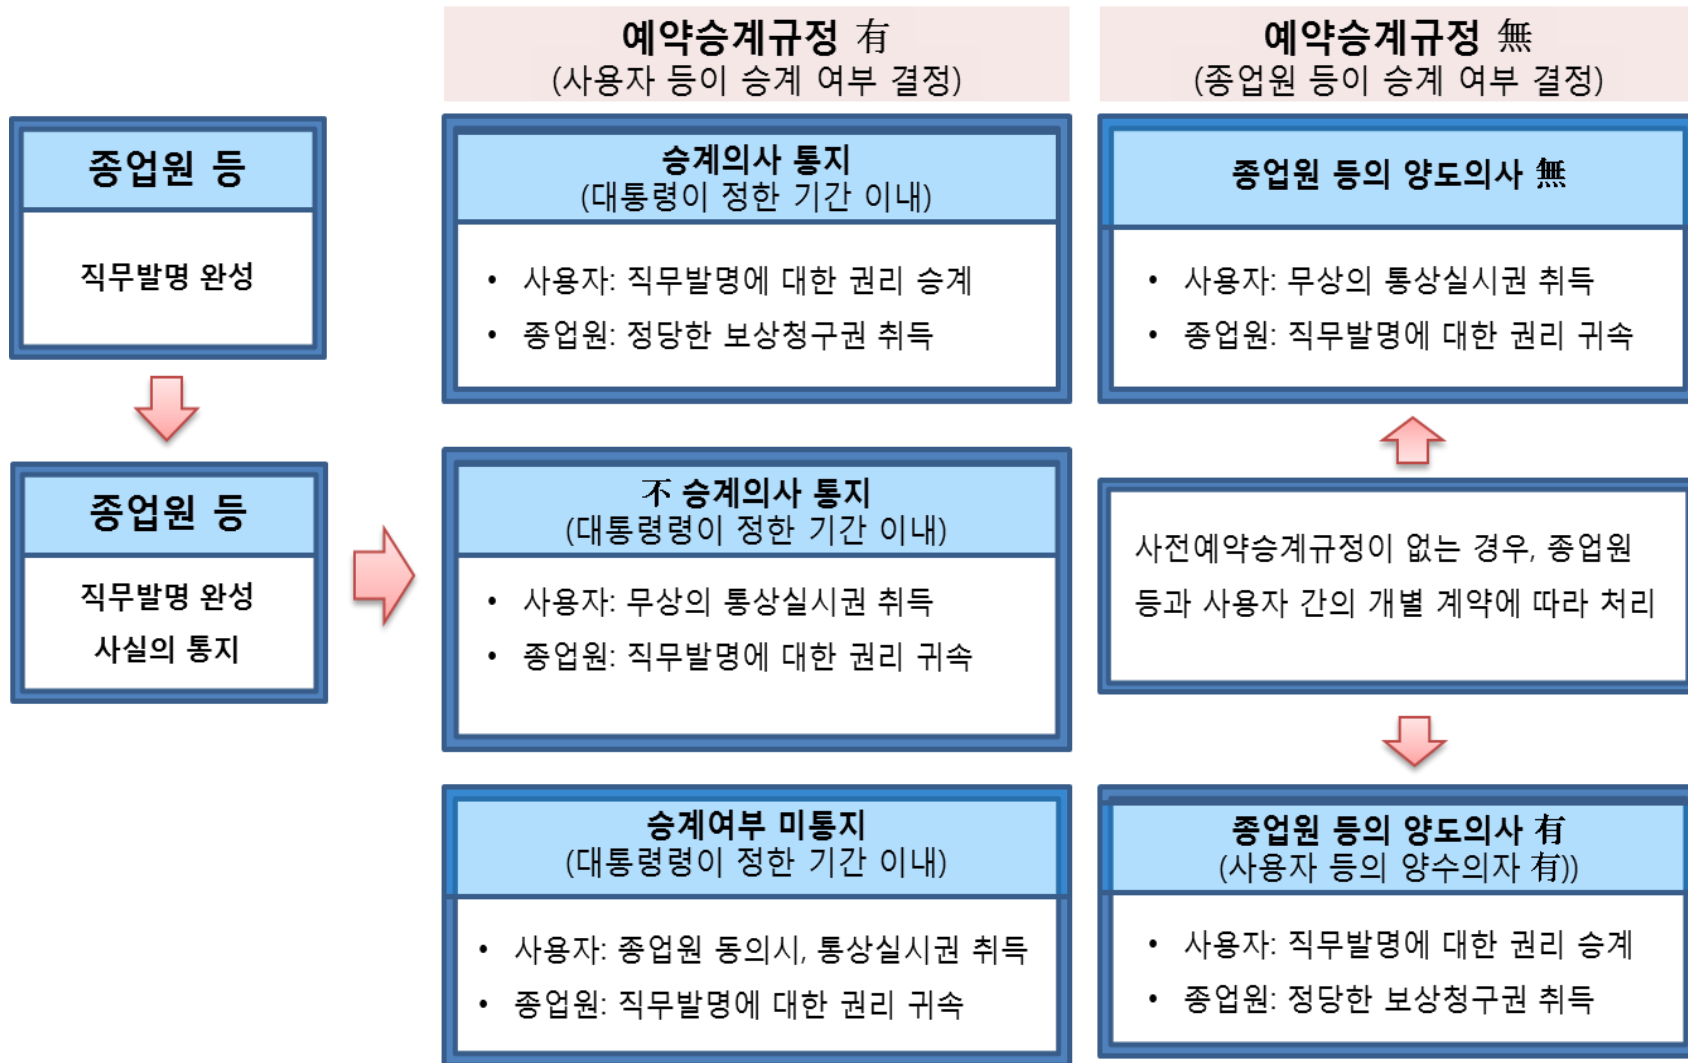 예약승계규정 有
(사용자 등이 승계 여부 결정)
예약승계규정 無
(종업원 등이 승계 여부 결정)
종업원 등
직무발명 완성
승계의사 통지
(대통령이 정한 기간 이내)
• 사용자: 직무발명에 대한 권리 승계
• 종업원: 정당한 보상청구권 취득
종업원 등의 양도의사 無
• 사용자: 무상의 통상실시권 취득
• 종업원: 직무발명에 대한 권리 귀속
종업원 등
직무발명 완성
사실의 통지
不 승계의사 통지
(대통령령이 정한 기간 이내)
• 사용자: 무상의 통상실시권 취득
• 종업원: 직무발명에 대한 권리 귀속
사전예약승계규정이 없는 경우, 종업원
등과 사용자 간의 개별 계약에 따라 처리
승계여부 미통지
(대통령령이 정한 기간 이내)
• 사용자: 종업원 동의시, 통상실시권 취득
• 종업원: 직무발명에 대한 권리 귀속
종업원 등의 양도의사 有
(사용자 등의 양수의자 有))
• 사용자: 직무발명에 대한 권리 승계
• 종업원: 정당한 보상청구권 취득